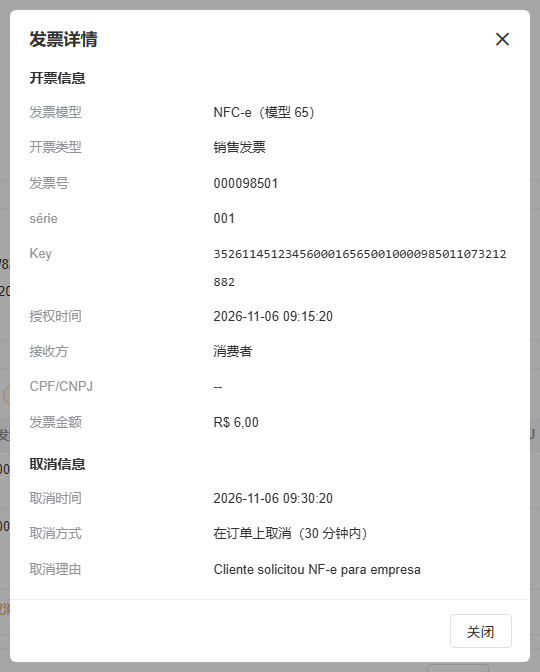 发票详情
开票信息
发票模型 NFC-e（模型 65）
开票类型 销售发票
发票号 000098501
série 001
Key 35261145123456000165650010000985011073212
882
授权时间 2026-11-06 09:15:20
接收方 消费者
CPF/CNPJ --
发票金额 R$ 6,00
取消信息
取消时间 2026-11-06 09:30:20
取消方式 在订单上取消（30 分钟内）
取消理由 Cliente solicitou NF-e para empresa
关闭